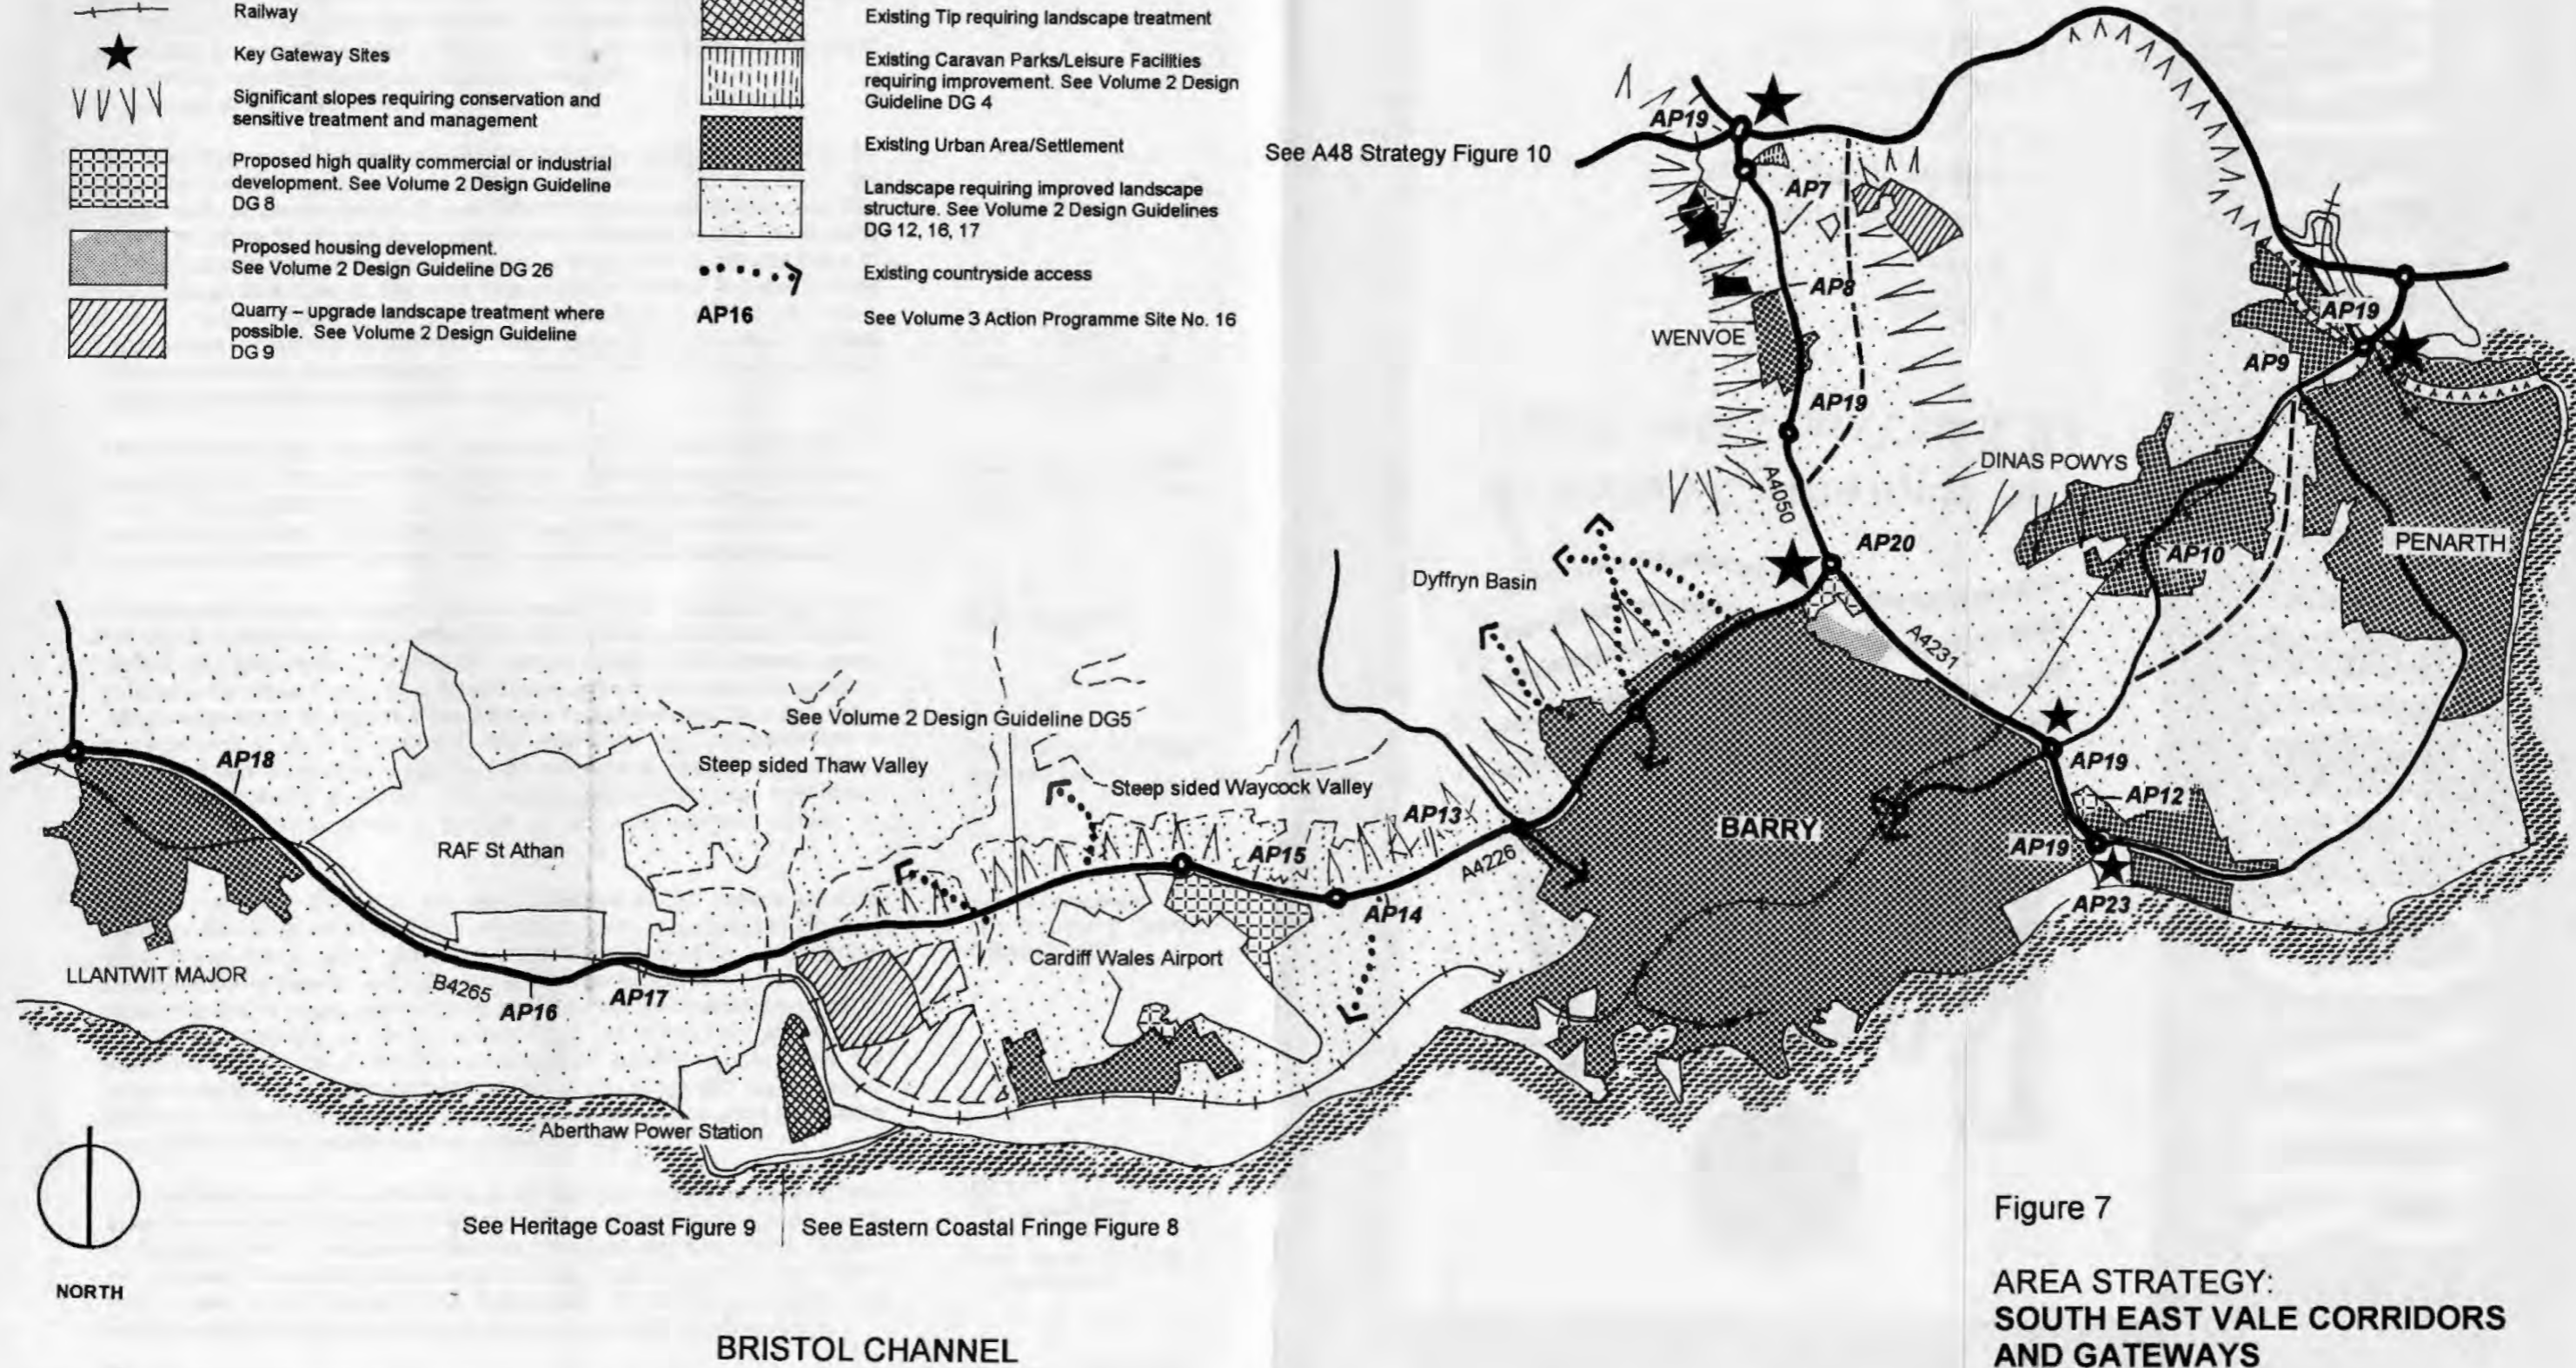 Railway
Key Gateway Sites
Significant slopes requiring conservation and
sensitive treatment and management
Proposed high quality commercial or industrial
development. See Volume 2 Design Guideline
DG 8
Proposed housing development.
See Volume 2 Design Guideline DG 26
Quarry – upgrade landscape treatment where
possible. See Volume 2 Design Guideline
DG 9
Existing Tip requiring landscape treatment
Existing Caravan Parks/Leisure Facilities
requiring improvement. See Volume 2 Design
Guideline DG 4
Existing Urban Area/Settlement
Landscape requiring improved landscape
structure. See Volume 2 Design Guidelines
DG 12, 16, 17
Existing countryside access
AP16
See Volume 3 Action Programme Site No. 16
See A48 Strategy Figure 10
AP19
AP7
AP8
WENVOE
AP19
A4050
AP19
AP9
DINAS POWYS
AP10
PENARTH
AP20
Dyffryn Basin
A4231
See Volume 2 Design Guideline DG5
Steep sided Thaw Valley
Steep sided Waycock Valley
AP18
RAF St Athan
AP13
AP15
A4226
AP14
BARRY
AP19
AP12
AP19
AP23
Cardiff Wales Airport
LLANTWIT MAJOR
B4265
AP16
AP17
Aberthaw Power Station
See Heritage Coast Figure 9
See Eastern Coastal Fringe Figure 8
NORTH
BRISTOL CHANNEL
Figure 7
AREA STRATEGY:
SOUTH EAST VALE CORRIDORS
AND GATEWAYS